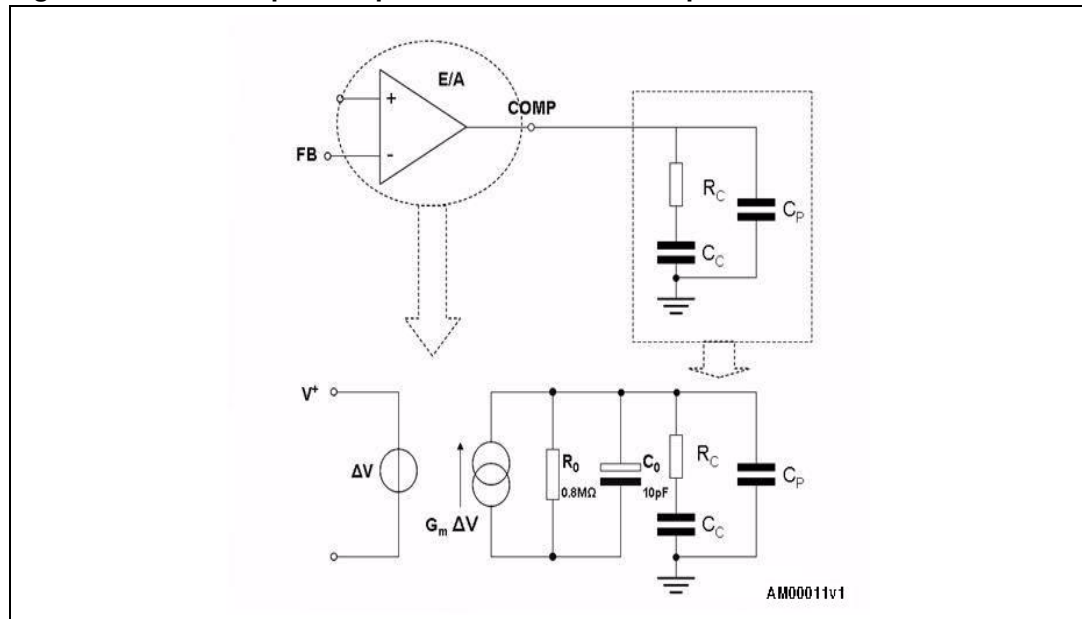 E/A
COMP
+
FB
-
R_C
C_P
C_C
V⁺
ΔV
G_m ΔV
R_0
0.8MΩ
C_0
10pF
R_C
C_C
C_P
AM00011v1